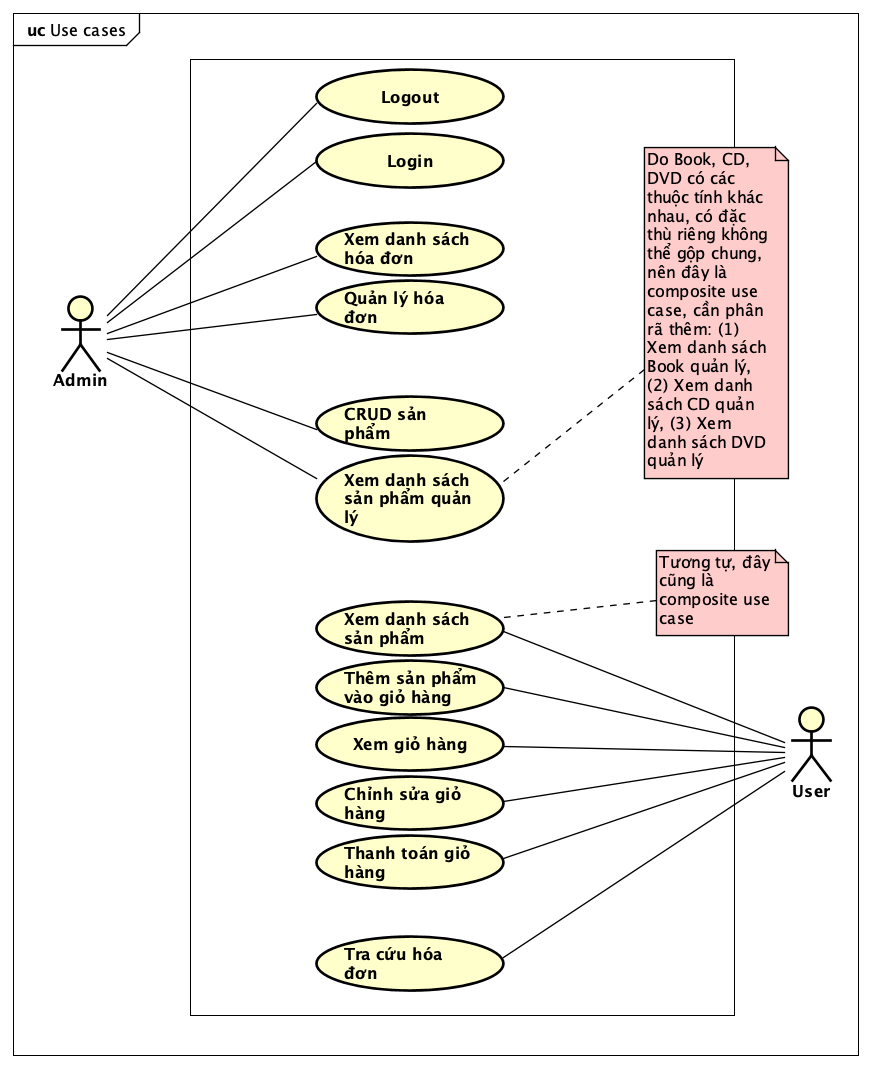 uc Use cases
Logout
Login
Xem danh sách
hóa đơn
Quản lý hóa
đơn
Admin
CRUD sản
phẩm
Xem danh sách
sản phẩm quản
lý
Do Book, CD,
DVD có các
thuộc tính khác
nhau, có đặc
thù riêng không
thể gộp chung,
nên đây là
composite use
case, cần phân
rã thêm: (1)
Xem danh sách
Book quản lý,
(2) Xem danh
sách CD quản
lý, (3) Xem
danh sách DVD
quản lý
Tương tự, đây
cũng là
composite use
case
Xem danh sách
sản phẩm
Thêm sản phẩm
vào giỏ hàng
Xem giỏ hàng
Chỉnh sửa giỏ
hàng
Thanh toán giỏ
hàng
User
Tra cứu hóa
đơn